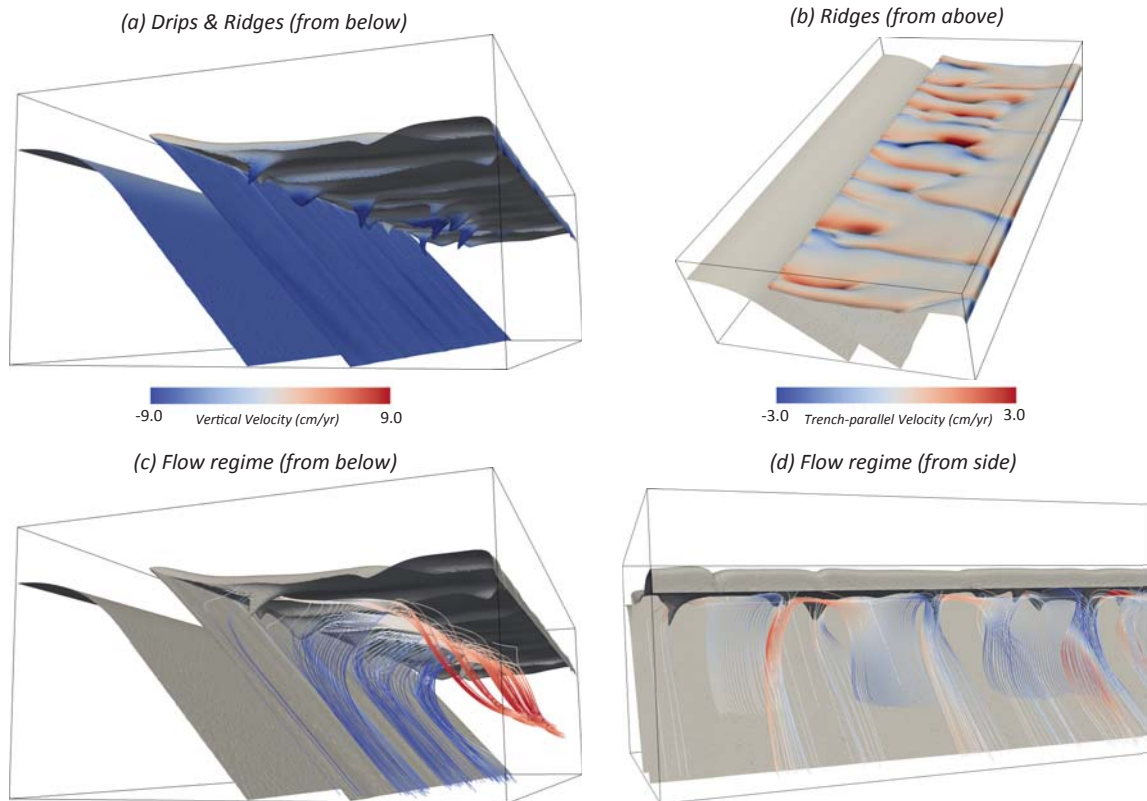 (a) Drips & Ridges (from below)
(b) Ridges (from above)
-9.0 Vertical Velocity (cm/yr) 9.0
-3.0 Trench-parallel Velocity (cm/yr) 3.0
(c) Flow regime (from below)
(d) Flow regime (from side)